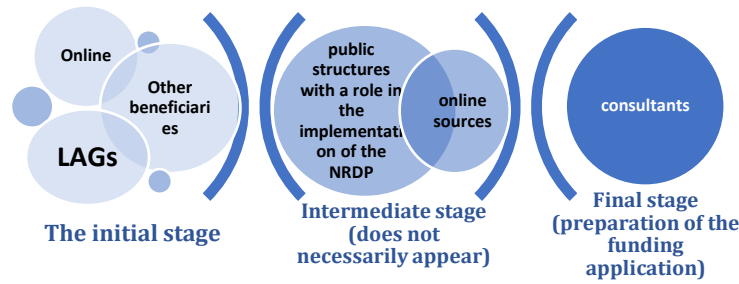 Online
Other
beneficiari
es
LAGs
The initial stage
public
structures
with a role in
the
implementati
on of the
NRDP
online
sources
Intermediate stage
(does not
necessarily appear)
consultants
Final stage
(preparation of the
funding
application)